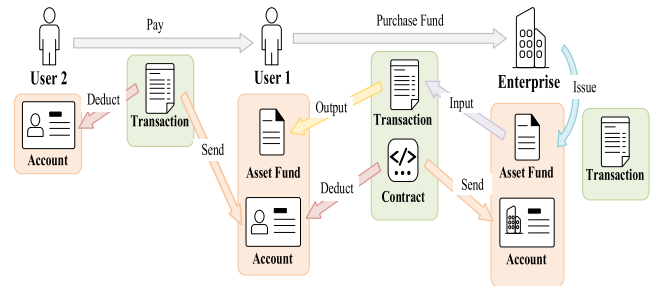 Pay
Purchase Fund
User 2
User 1
Enterprise
Deduct
Transaction
Output
Transaction
Input
Issue
Account
Send
Asset Fund
Deduct
Contract
Send
Asset Fund
Transaction
Account
Account